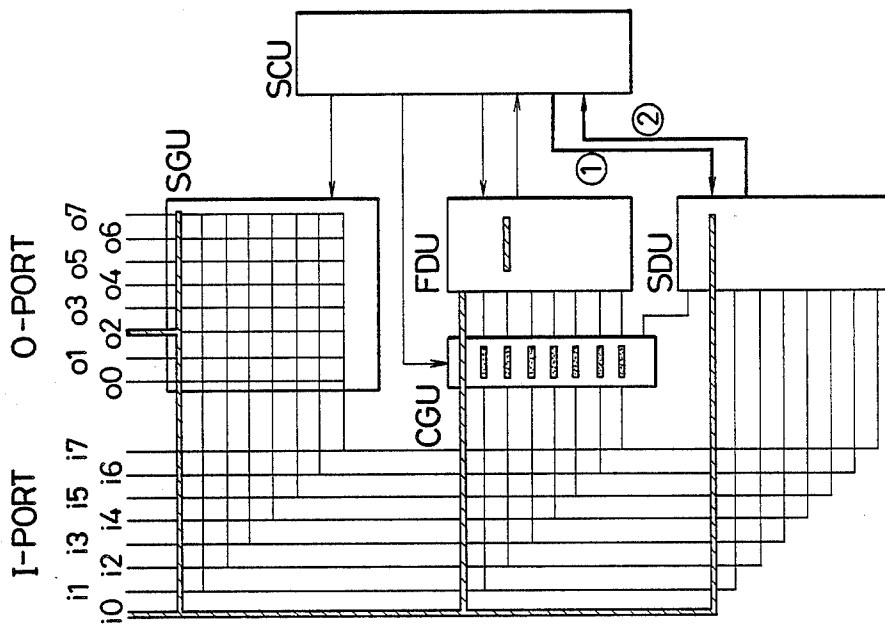 SCU
SGU
①
②
O-PORT
o0 o1 o2 o3 o4 o5 o6 o7
FDU
SDU
CGU
I-PORT
i0 i1 i2 i3 i4 i5 i6 i7